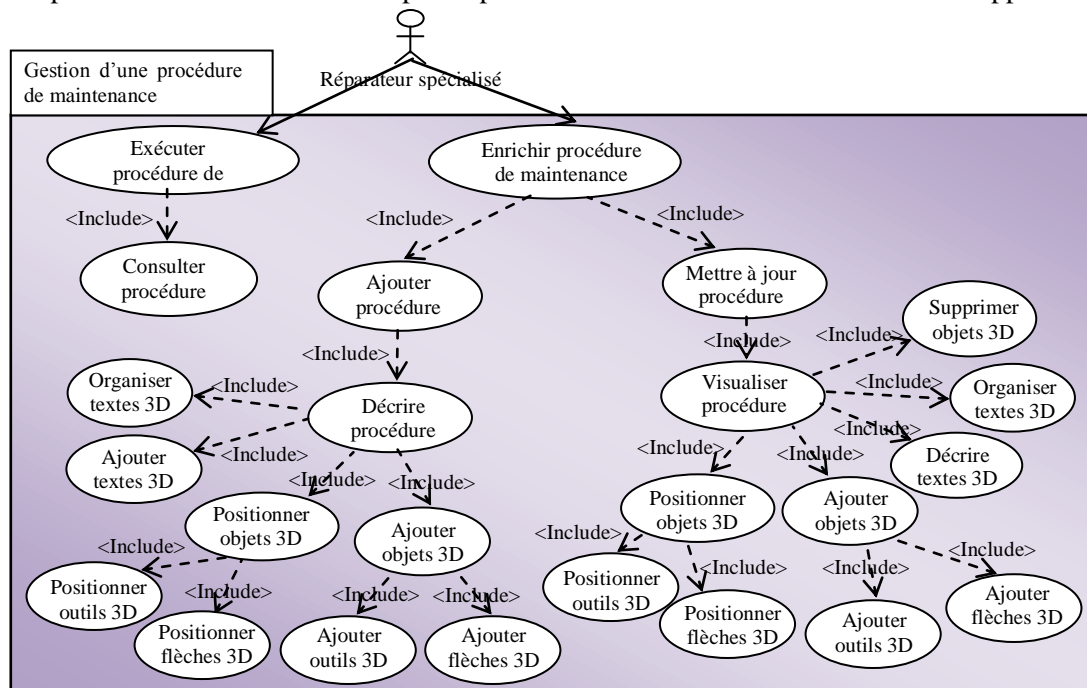 Réparateur spécialisé
Gestion d'une procédure
de maintenance
Exécuter
procédure de
Enrichir procédure
de maintenance
<Include>
<Include>
<Include>
Consulter
procédure
Ajouter
procédure
Mettre à jour
procédure
Supprimer
objets 3D
<Include>
<Include>
<Include>
Organiser
textes 3D
<Include>
Décrire
procédure
Visualiser
procédure
<Include>
Organiser
textes 3D
Ajouter
textes 3D
<Include>
<Include>
Décrire
textes 3D
<Include>
<Include>
<Include>
<Include>
Positionner
objets 3D
Ajouter
objets 3D
Positionner
objets 3D
Ajouter
objets 3D
<Include>
<Include>
<Include>
<Include>
<Include>
<Include>
<Include>
<Include>
Positionner
outils 3D
Positionner
flèches 3D
Ajouter
outils 3D
Ajouter
flèches 3D
Positionner
outils 3D
Positionner
flèches 3D
Ajouter
outils 3D
Ajouter
flèches 3D